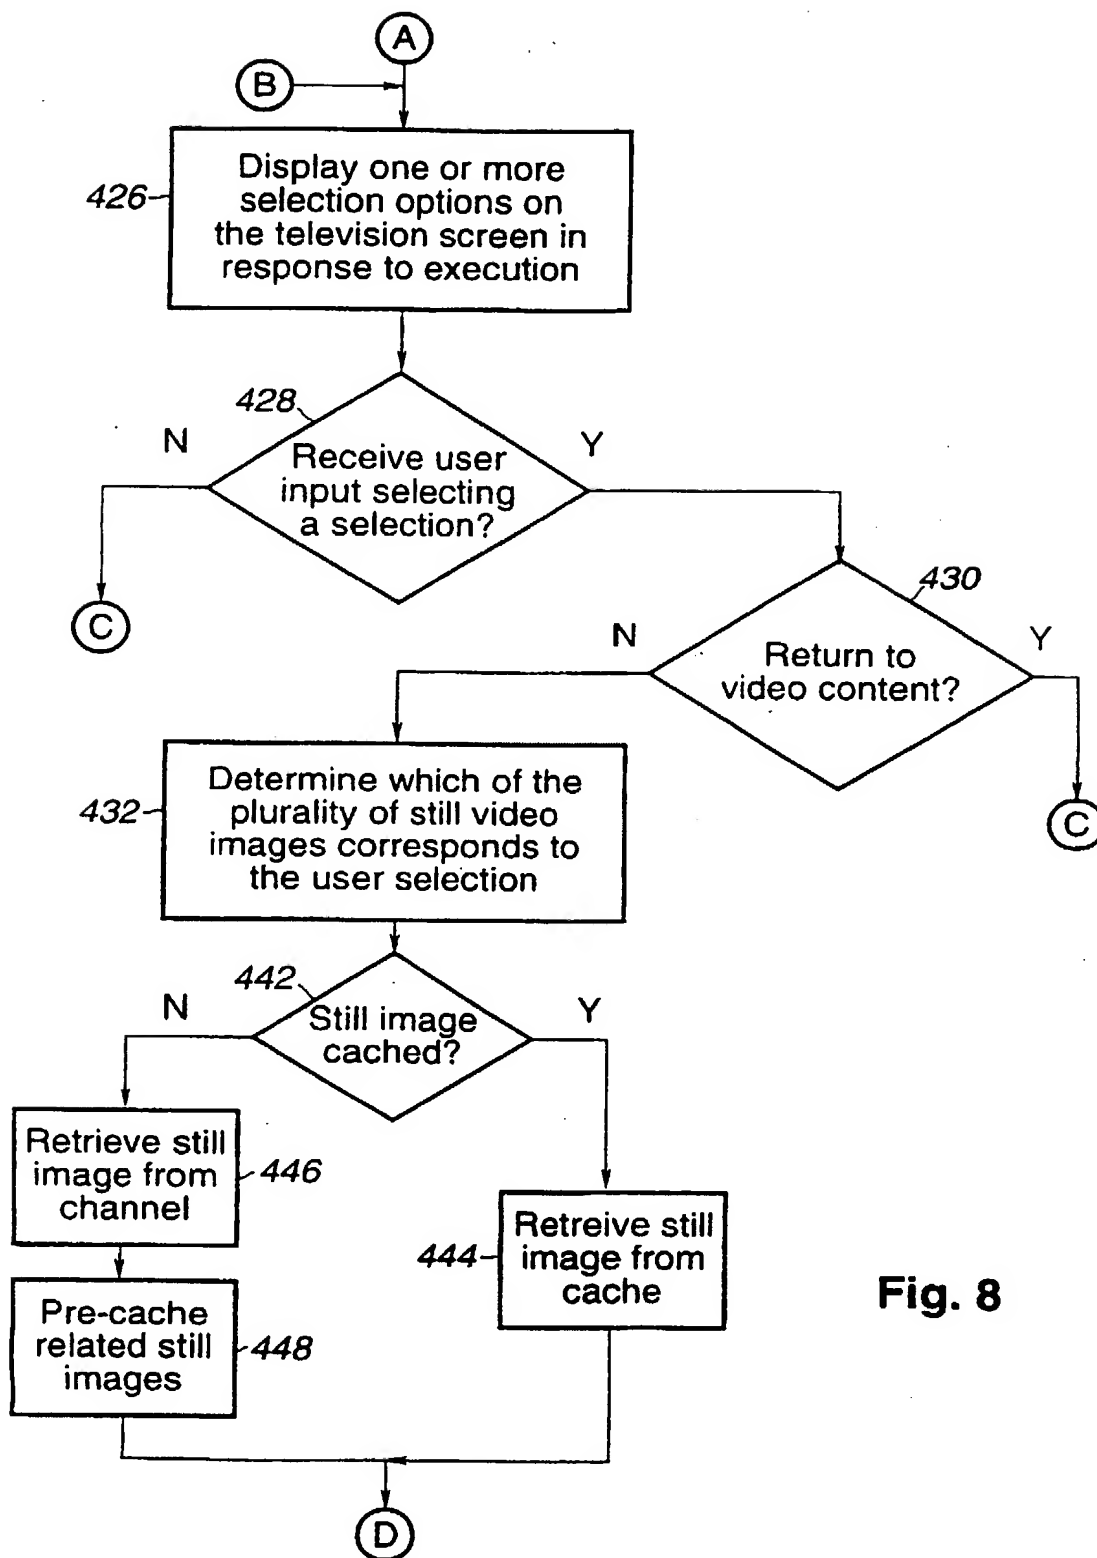 A
B
Display one or more
selection options on
the television screen in
response to execution
426
428
N
Y
Receive user
input selecting
a selection?
C
430
N
Y
Return to
video content?
C
Determine which of the
plurality of still video
images corresponds to
the user selection
432
442
N
Y
Still image
cached?
Retrieve still
image from
channel
446
Retreive still
image from
cache
444
Pre-cache
related still
images
448
Fig. 8
D